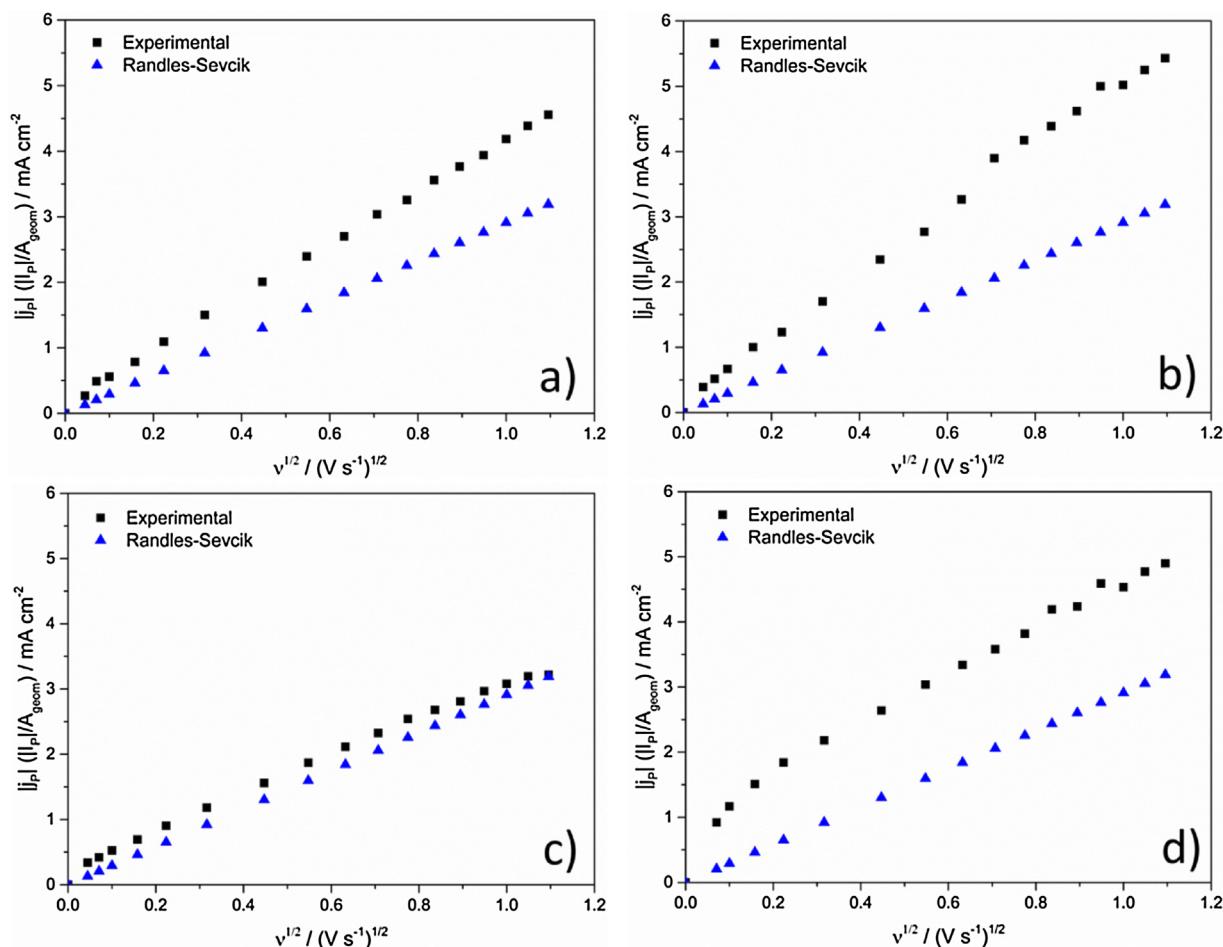 6
5
4
3
2
1
0
|jₚ| (|Iₚ|/A_geom) / mA cm⁻²
Experimental
Randles-Sevcik
a)
0.0 0.2 0.4 0.6 0.8 1.0 1.2
ν¹/² / (V s⁻¹)¹/²
6
5
4
3
2
1
0
|jₚ| (|Iₚ|/A_geom) / mA cm⁻²
Experimental
Randles-Sevcik
b)
0.0 0.2 0.4 0.6 0.8 1.0 1.2
ν¹/² / (V s⁻¹)¹/²
6
5
4
3
2
1
0
|jₚ| (|Iₚ|/A_geom) / mA cm⁻²
Experimental
Randles-Sevcik
c)
0.0 0.2 0.4 0.6 0.8 1.0 1.2
ν¹/² / (V s⁻¹)¹/²
6
5
4
3
2
1
0
|jₚ| (|Iₚ|/A_geom) / mA cm⁻²
Experimental
Randles-Sevcik
d)
0.0 0.2 0.4 0.6 0.8 1.0 1.2
ν¹/² / (V s⁻¹)¹/²